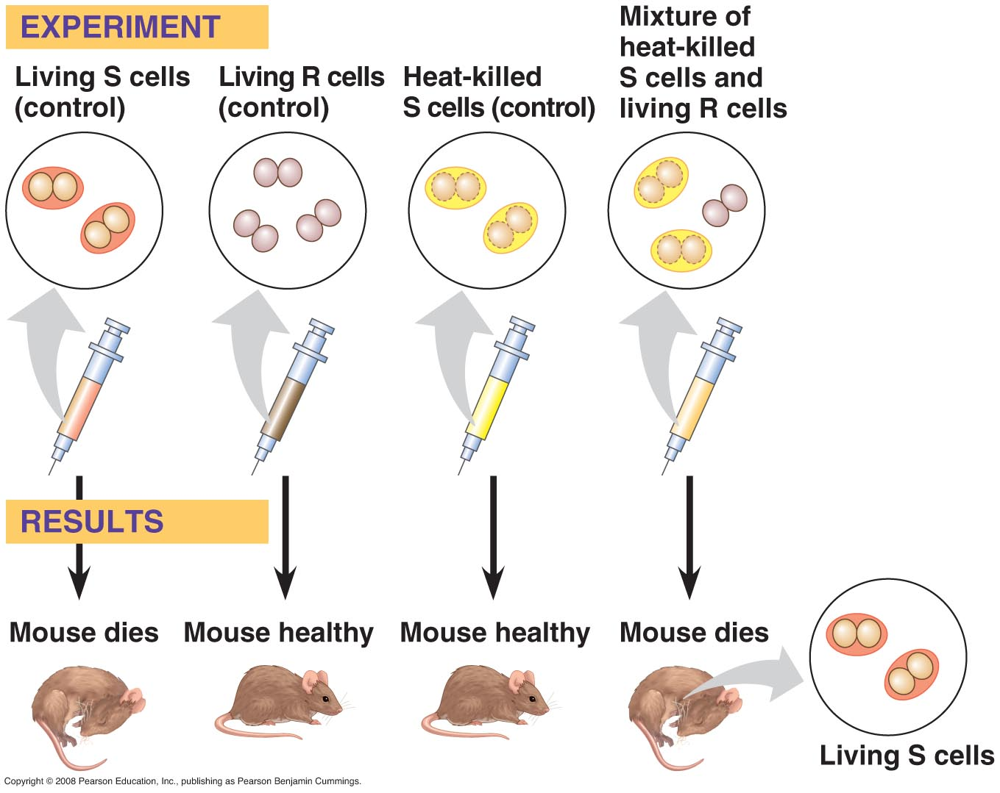 EXPERIMENT
Living S cells
(control)
Living R cells
(control)
Heat-killed
S cells (control)
Mixture of
heat-killed
S cells and
living R cells
RESULTS
Mouse dies
Mouse healthy
Mouse healthy
Mouse dies
Living S cells
Copyright © 2008 Pearson Education, Inc., publishing as Pearson Benjamin Cummings.